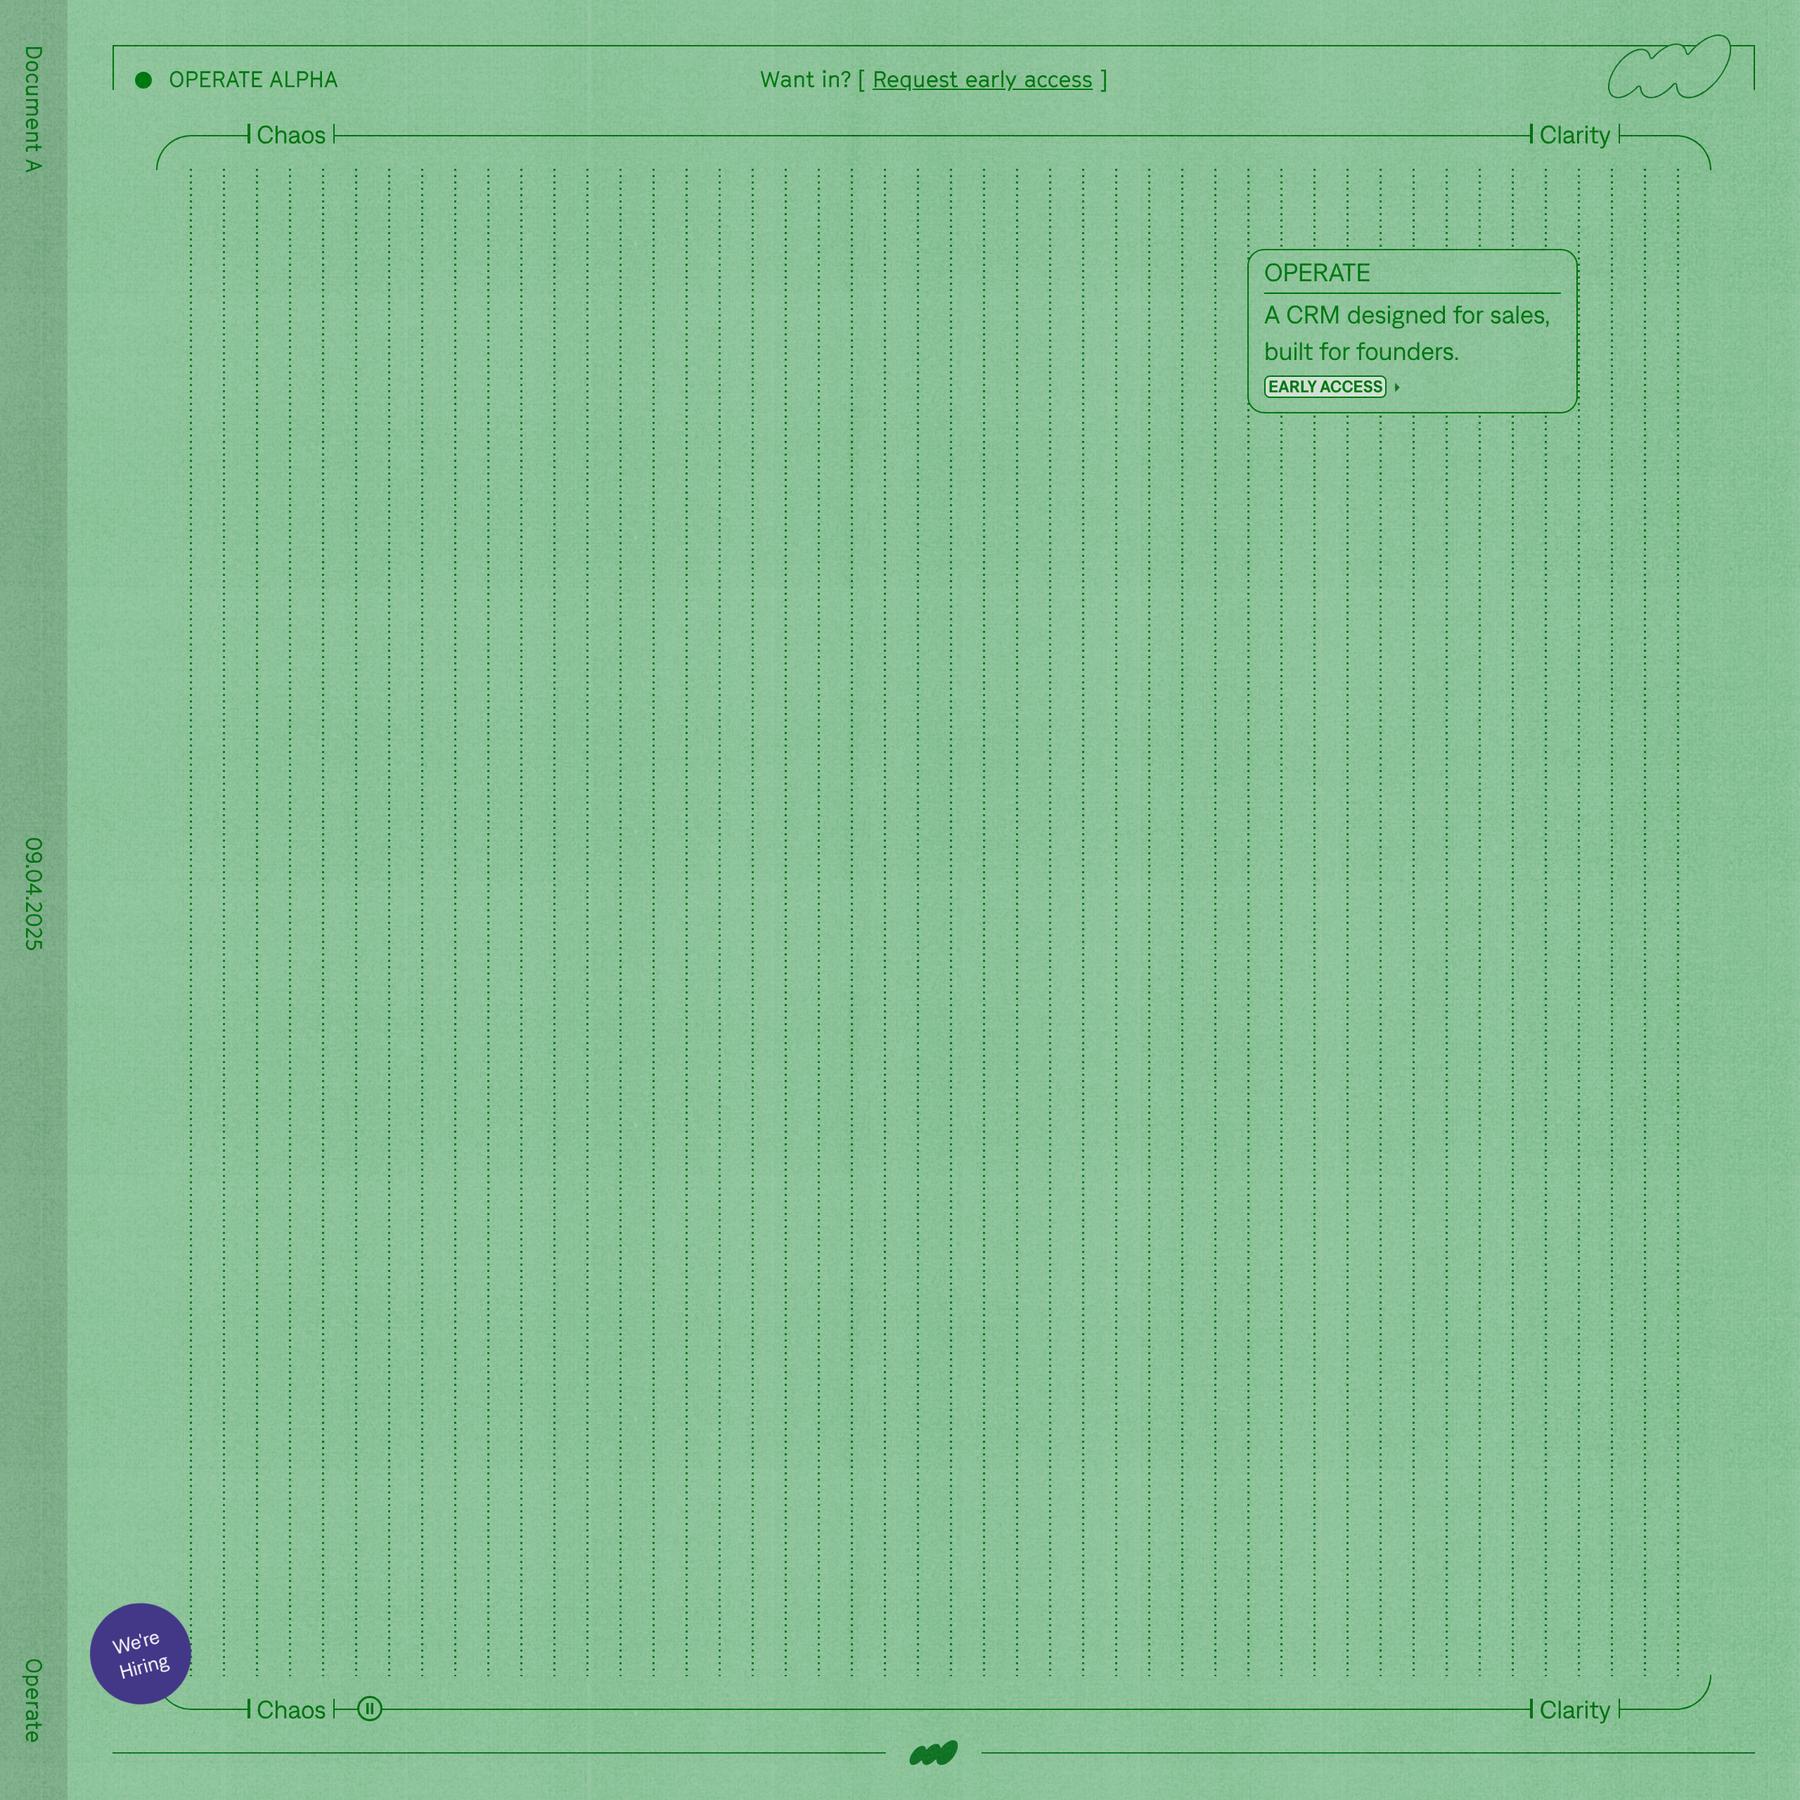 Document A
09.04.2025
Operate
OPERATE ALPHA
Want in? [ Request early access ]
Chaos
Clarity
OPERATE
A CRM designed for sales,
built for founders.
EARLY ACCESS
We're
Hiring
Chaos
Clarity